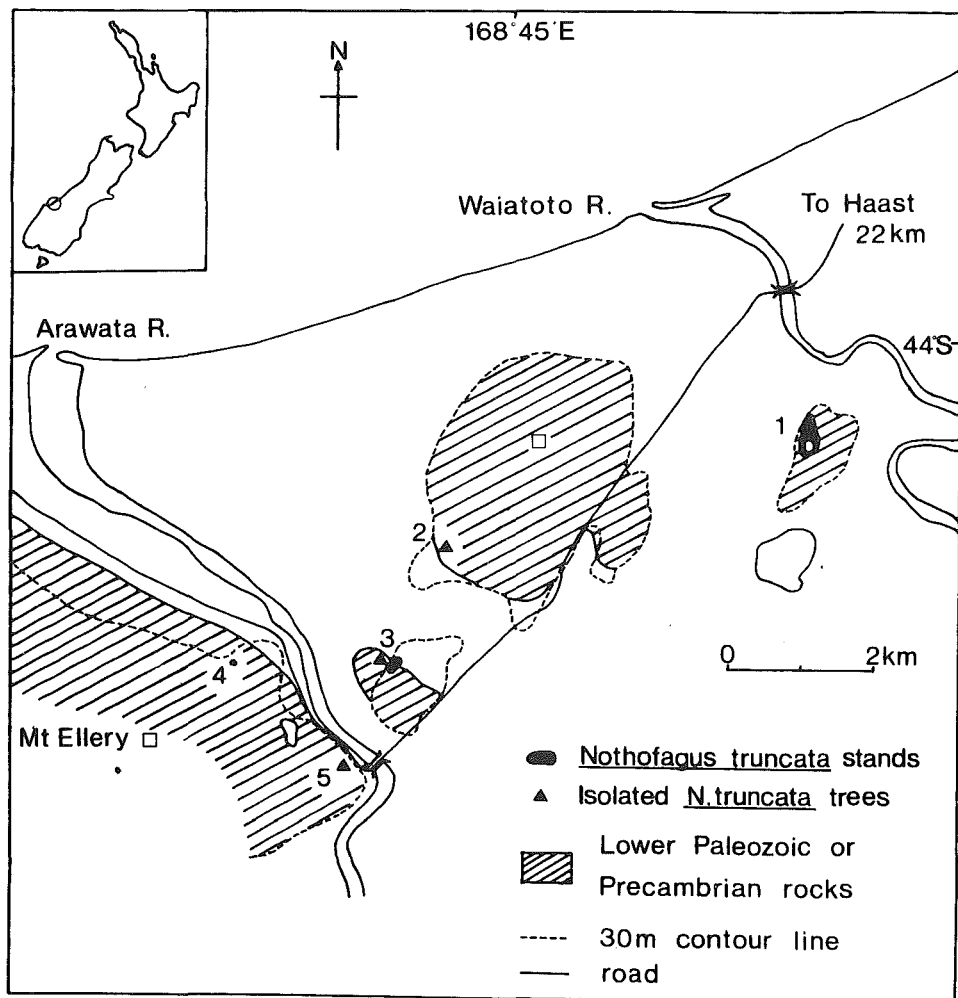 168°45'E
N
Waiatoto R.
To Haast
22km
Arawata R.
44°S
1
2
3
4
0 2km
Mt Ellery
5
Nothofagus truncata stands
Isolated N.truncata trees
Lower Paleozoic or
Precambrian rocks
30m contour line
road